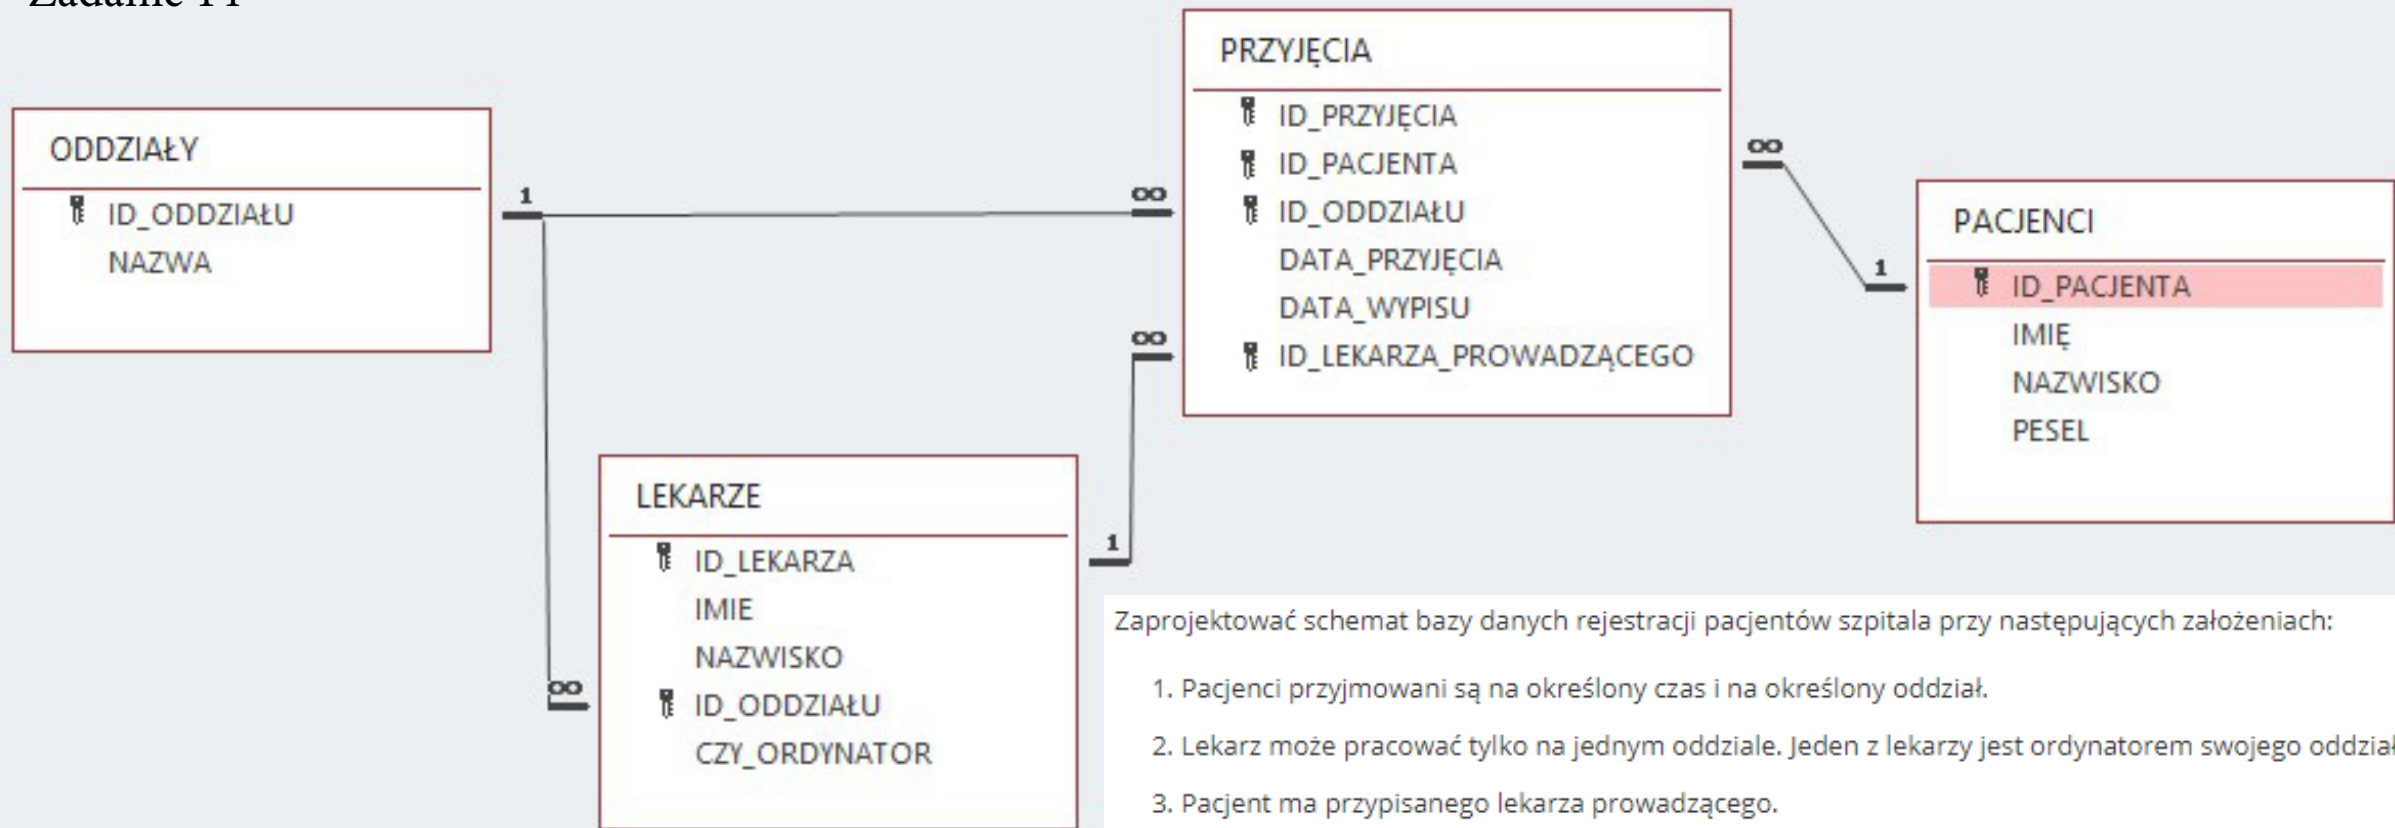 ODDZIAŁY
ID_ODDZIAŁU
NAZWA
1
1
∞
∞
∞
PRZYJĘCIA
ID_PRZYJĘCIA
ID_PACJENTA
ID_ODDZIAŁU
DATA_PRZYJĘCIA
DATA_WYPISU
ID_LEKARZA_PROWADZĄCEGO
∞
1
PACJENCI
ID_PACJENTA
IMIĘ
NAZWISKO
PESEL
LEKARZE
ID_LEKARZA
IMIE
NAZWISKO
ID_ODDZIAŁU
CZY_ORDYNATOR
Zaprojektować schemat bazy danych rejestracji pacjentów szpitala przy następujących założeniach:
1. Pacjenci przyjmowani są na określony czas i na określony oddział.
2. Lekarz może pracować tylko na jednym oddziale. Jeden z lekarzy jest ordynatorem swojego
3. Pacjent ma przypisanego lekarza prowadzącego.